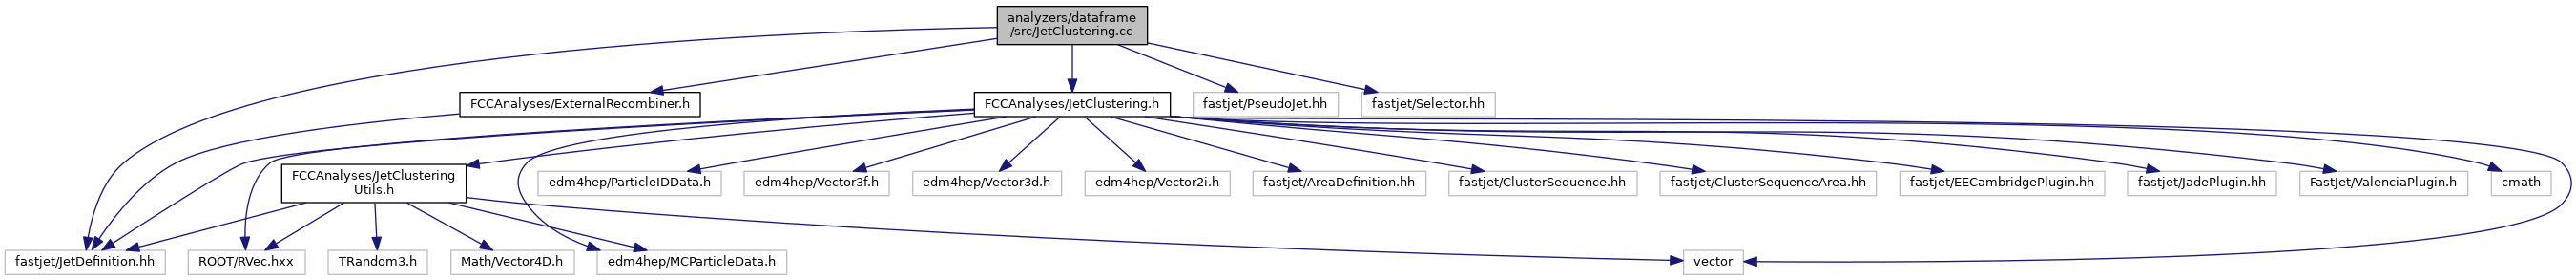 analyzers/dataframe
/src/JetClustering.cc
FCCAnalyses/ExternalRecombiner.h
FCCAnalyses/JetClustering.h
fastjet/PseudoJet.hh
fastjet/Selector.hh
FCCAnalyses/JetClustering
Utils.h
edm4hep/ParticleIDData.h
edm4hep/Vector3f.h
edm4hep/Vector3d.h
edm4hep/Vector2i.h
fastjet/AreaDefinition.hh
fastjet/ClusterSequence.hh
fastjet/ClusterSequenceArea.hh
fastjet/EECambridgePlugin.hh
fastjet/JadePlugin.hh
FastJet/ValenciaPlugin.h
cmath
fastjet/JetDefinition.hh
ROOT/RVec.hxx
TRandom3.h
Math/Vector4D.h
edm4hep/MCParticleData.h
vector